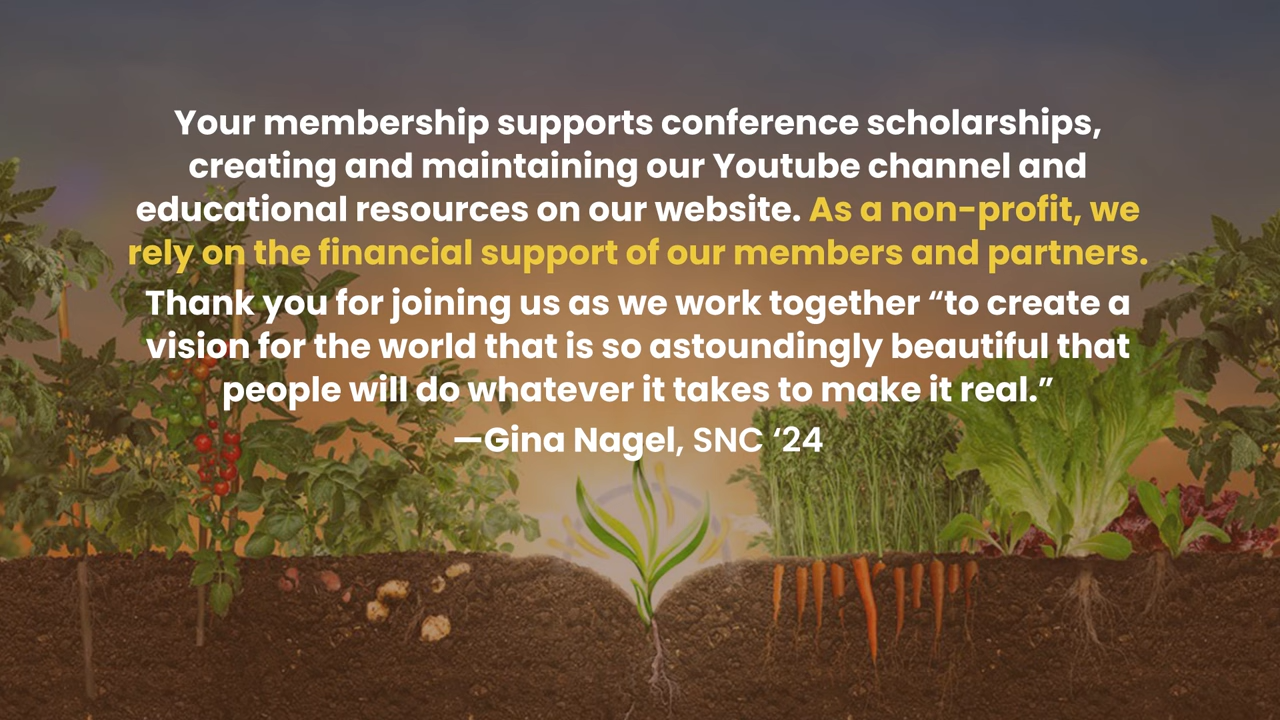 Your membership supports conference scholarships,
creating and maintaining our Youtube channel and
educational resources on our website. As a non-profit, we
rely on the financial support of our members and partners.
Thank you for joining us as we work together “to create a
vision for the world that is so astoundingly beautiful that
people will do whatever it takes to make it real.”
—Gina Nagel, SNC ‘24